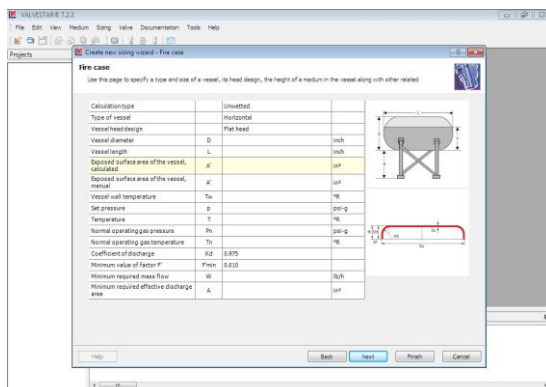 VALVESTAR® 7.2.3
File Edit View Medium Sizing Valve Documentation Tools Help
Projects
Create new sizing wizard - Fire case
Fire case
Use this page to specify a type and size of a vessel, its head design, the height of a medium in the vessel along with other related
Calculation type Unwetted
Type of vessel Horizontal
Vessel head design Flat head
Vessel diameter D inch
Vessel length L inch
Exposed surface area of the vessel, calculated A' in²
Exposed surface area of the vessel, manual A' in²
Vessel wall temperature Tw °R
Set pressure p psi-g
Temperature T °R
Normal operating gas pressure Pn psi-g
Normal operating gas temperature Tn °R
Coefficient of discharge Kd 0.975
Minimum value of factor F' F'min 0.010
Minimum required mass flow W lb/h
Minimum required effective discharge area A in²
Help Back Next Finish Cancel